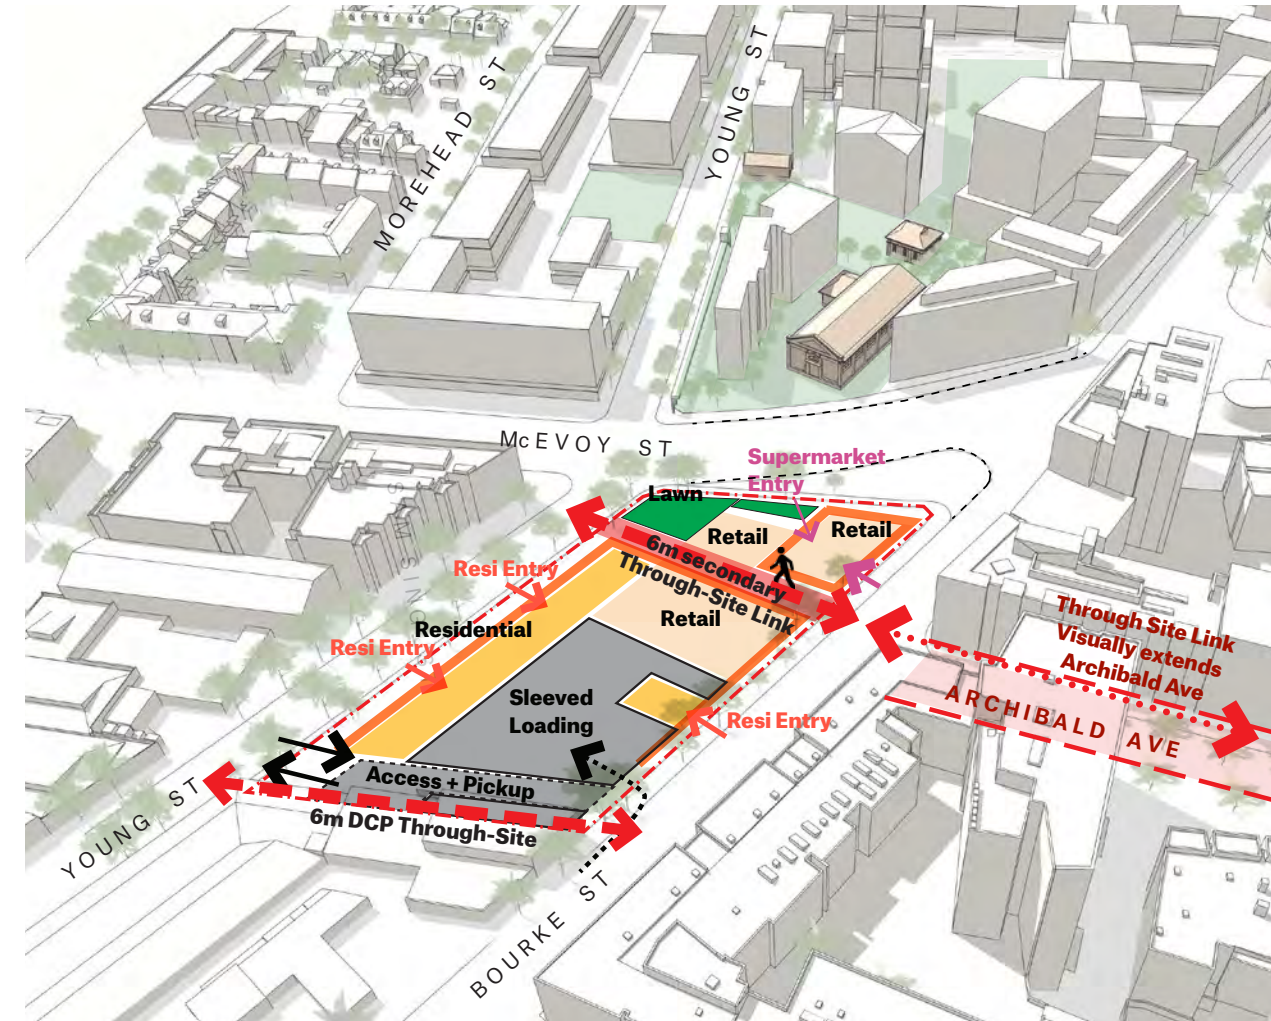 MOREHEAD ST
YOUNG ST
McEVOY ST
Supermarket
Entry
Lawn
Retail
Retail
6m secondary
Through-Site Link
Resi Entry
Retail
Residential
Resi Entry
Through Site Link
Visually extends
Archibald Ave
ARCHIBALD AVE
Sleeved
Loading
Resi Entry
Access + Pickup
6m DCP Through-Site
YOUNG ST
BOURKE ST